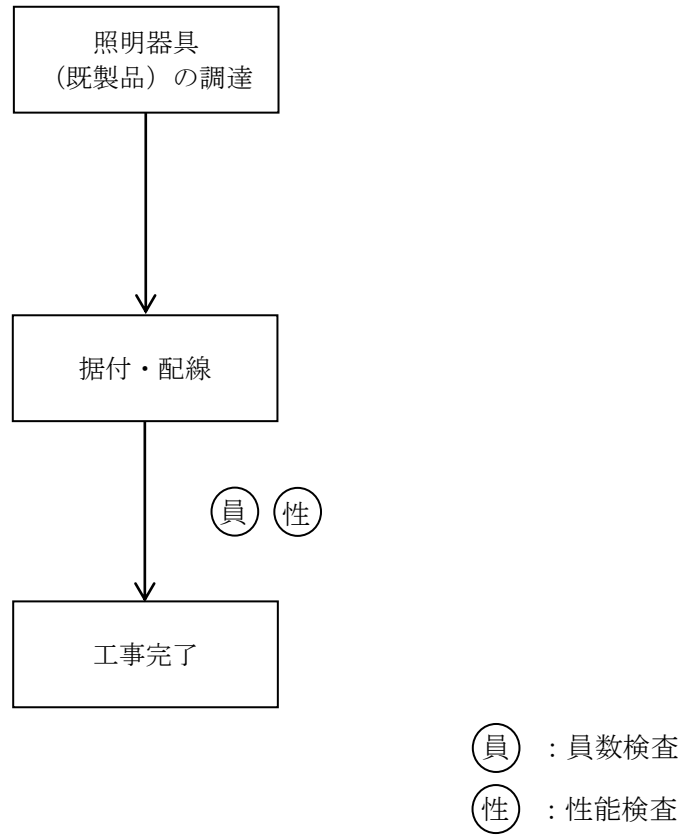 照明器具
（既製品）の調達
据付・配線
員 性
工事完了
員 ：員数検査
性 ：性能検査